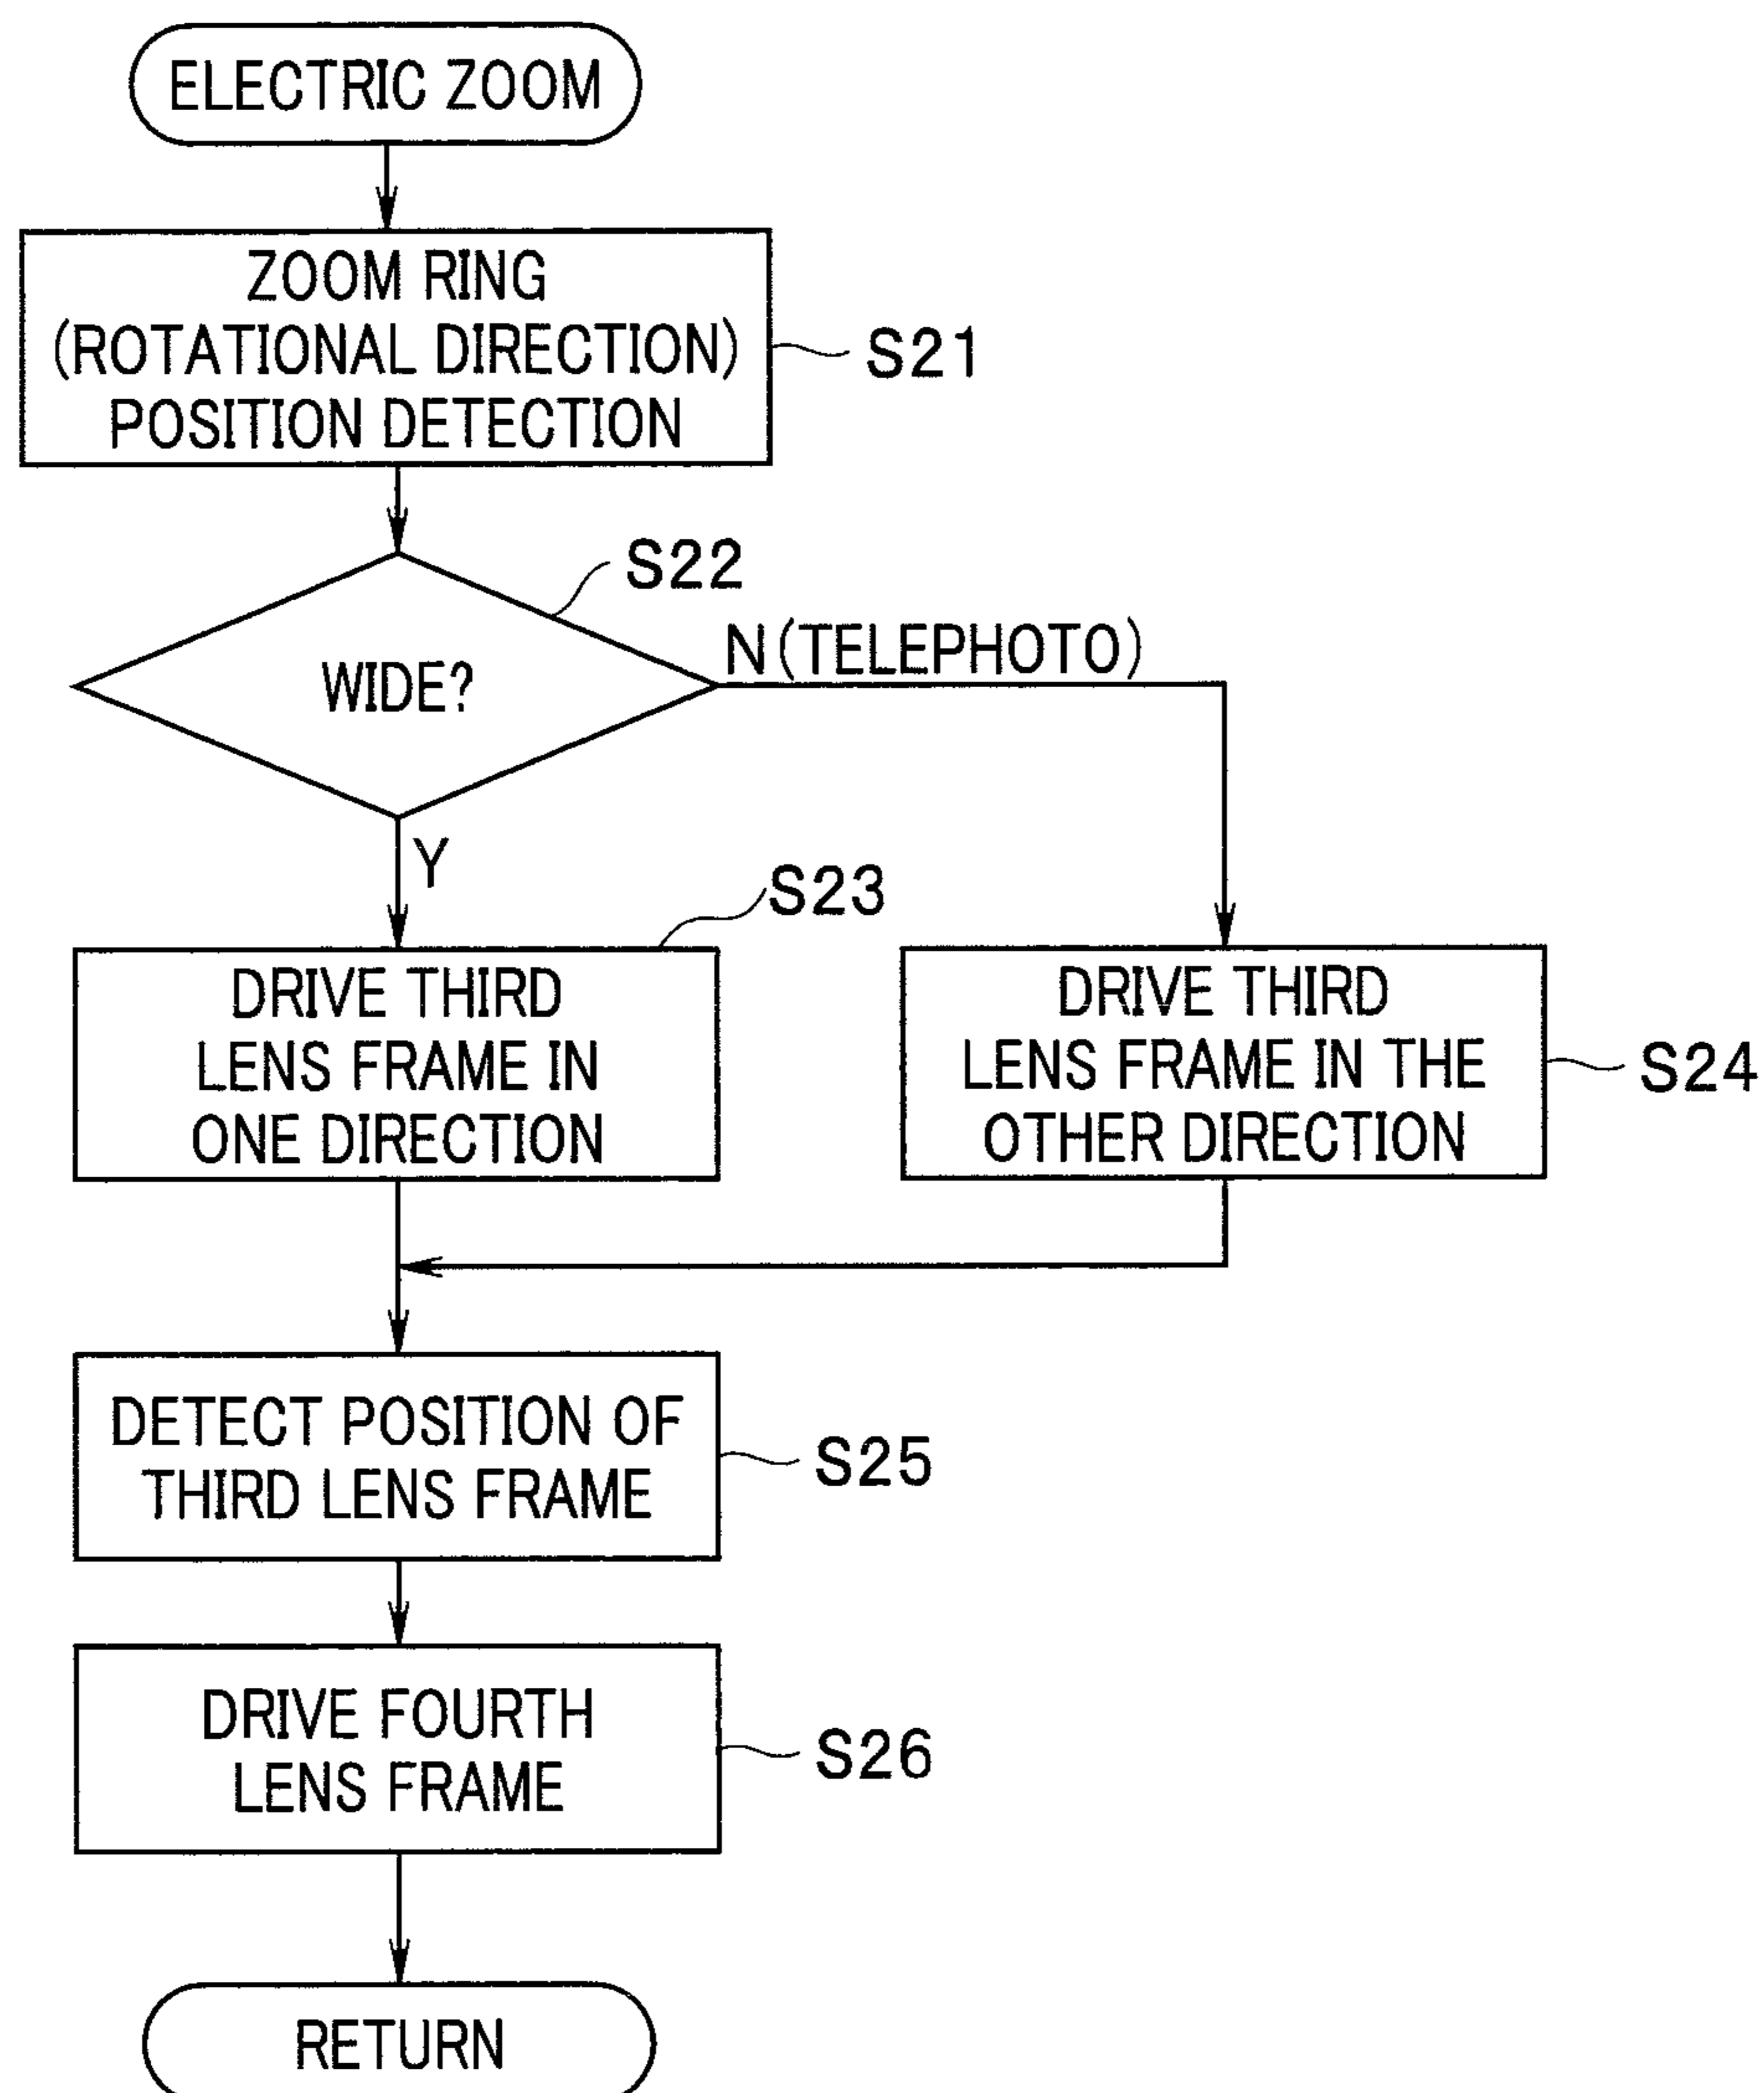 ELECTRIC ZOOM
ZOOM RING
(ROTATIONAL DIRECTION)
POSITION DETECTION
S21
S22
WIDE?
N(TELEPHOTO)
Y
S23
DRIVE THIRD
LENS FRAME IN
ONE DIRECTION
DRIVE THIRD
LENS FRAME IN THE
OTHER DIRECTION
S24
DETECT POSITION OF
THIRD LENS FRAME
S25
DRIVE FOURTH
LENS FRAME
S26
RETURN